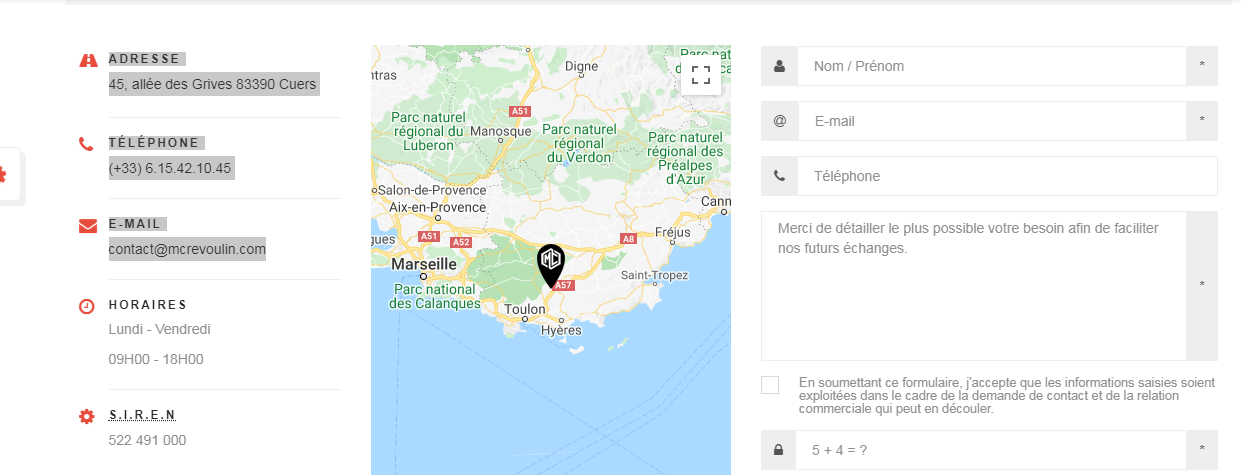 ADRESSE
45, allée des Grives 83390 Cuers
TÉLÉPHONE
(+33) 6.15.42.10.45
E-MAIL
contact@mcrevoulin.com
HORAIRES
Lundi - Vendredi
09H00 - 18H00
S.I.R.E.N
522 491 000
Digne
ntras
A51
Parc naturel
régional du
Luberon
Manosque
Parc naturel
régional
du Verdon
Parc naturel
régional des
Préalpes
d'Azur
Salon-de-Provence
Aix-en-Provence
Cann
gues
A51
A52
A8
Fréjus
Marseille
MC
Saint-Tropez
A57
Parc national
des Calanques
Toulon
Hyères
Nom / Prénom
*
@
E-mail
*
Téléphone
Merci de détailler le plus possible votre besoin afin de faciliter
nos futurs échanges.
*
En soumettant ce formulaire, j'accepte que les informations saisies soient
exploitées dans le cadre de la demande de contact et de la relation
commerciale qui peut en découler.
5 + 4 = ?
*